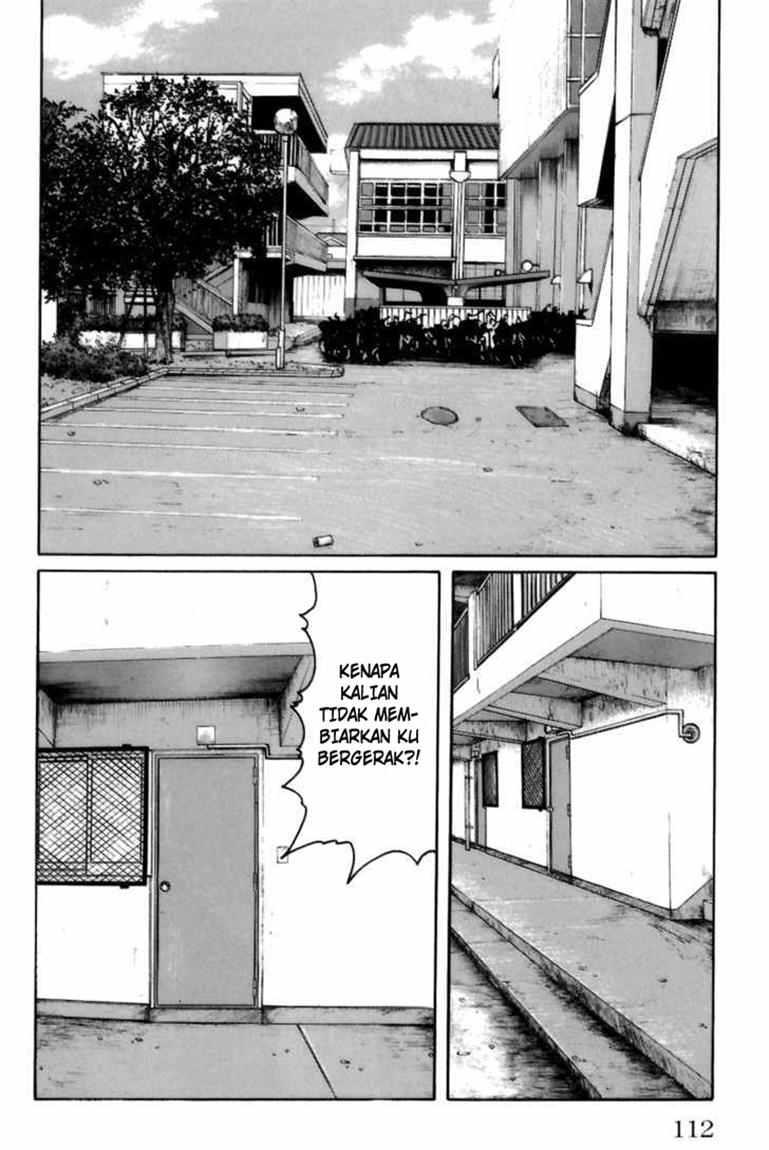 KENAPA
KALIAN
TIDAK MEM-
BIARKAN KU
BERGERAK?!
112